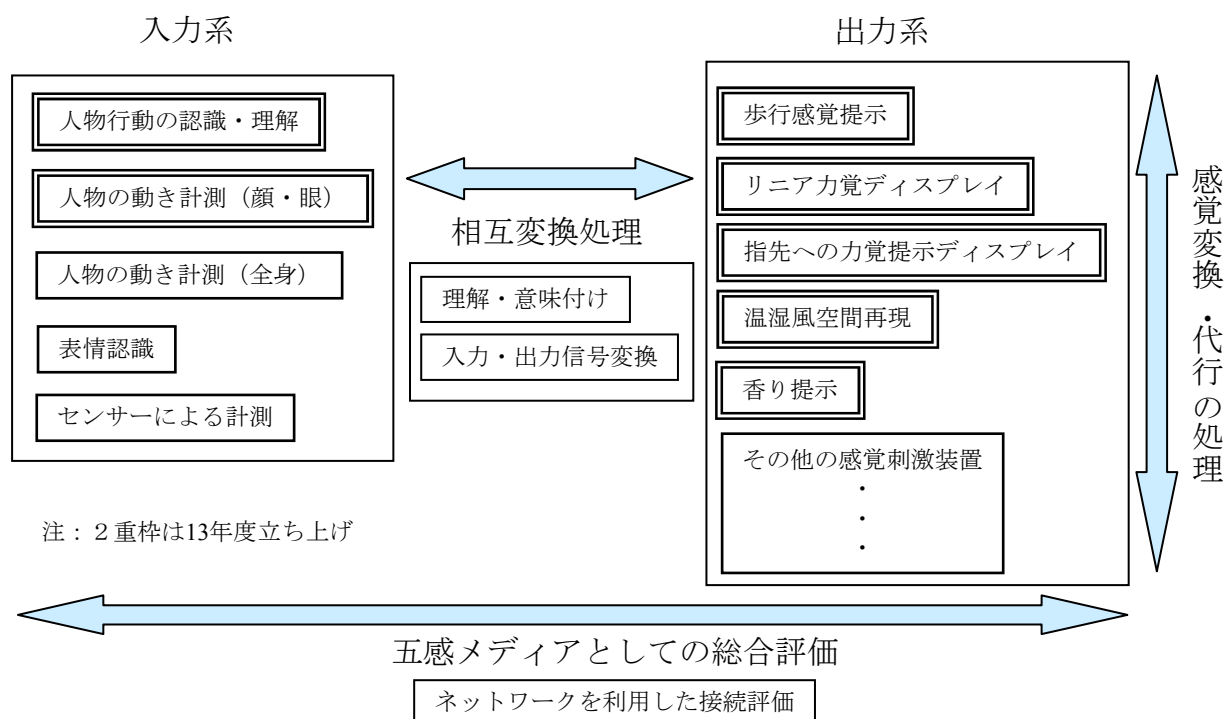 入力系
人物行動の認識・理解
人物の動き計測（顔・眼）
人物の動き計測（全身）
表情認識
センサーによる計測
注：２重枠は13年度立ち上げ
相互変換処理
理解・意味付け
入力・出力信号変換
出力系
歩行感覚提示
リニア力覚ディスプレイ
指先への力覚提示ディスプレイ
温湿風空間再現
香り提示
その他の感覚刺激装置
・
・
・
感覚変換・代行の処理
五感メディアとしての総合評価
ネットワークを利用した接続評価